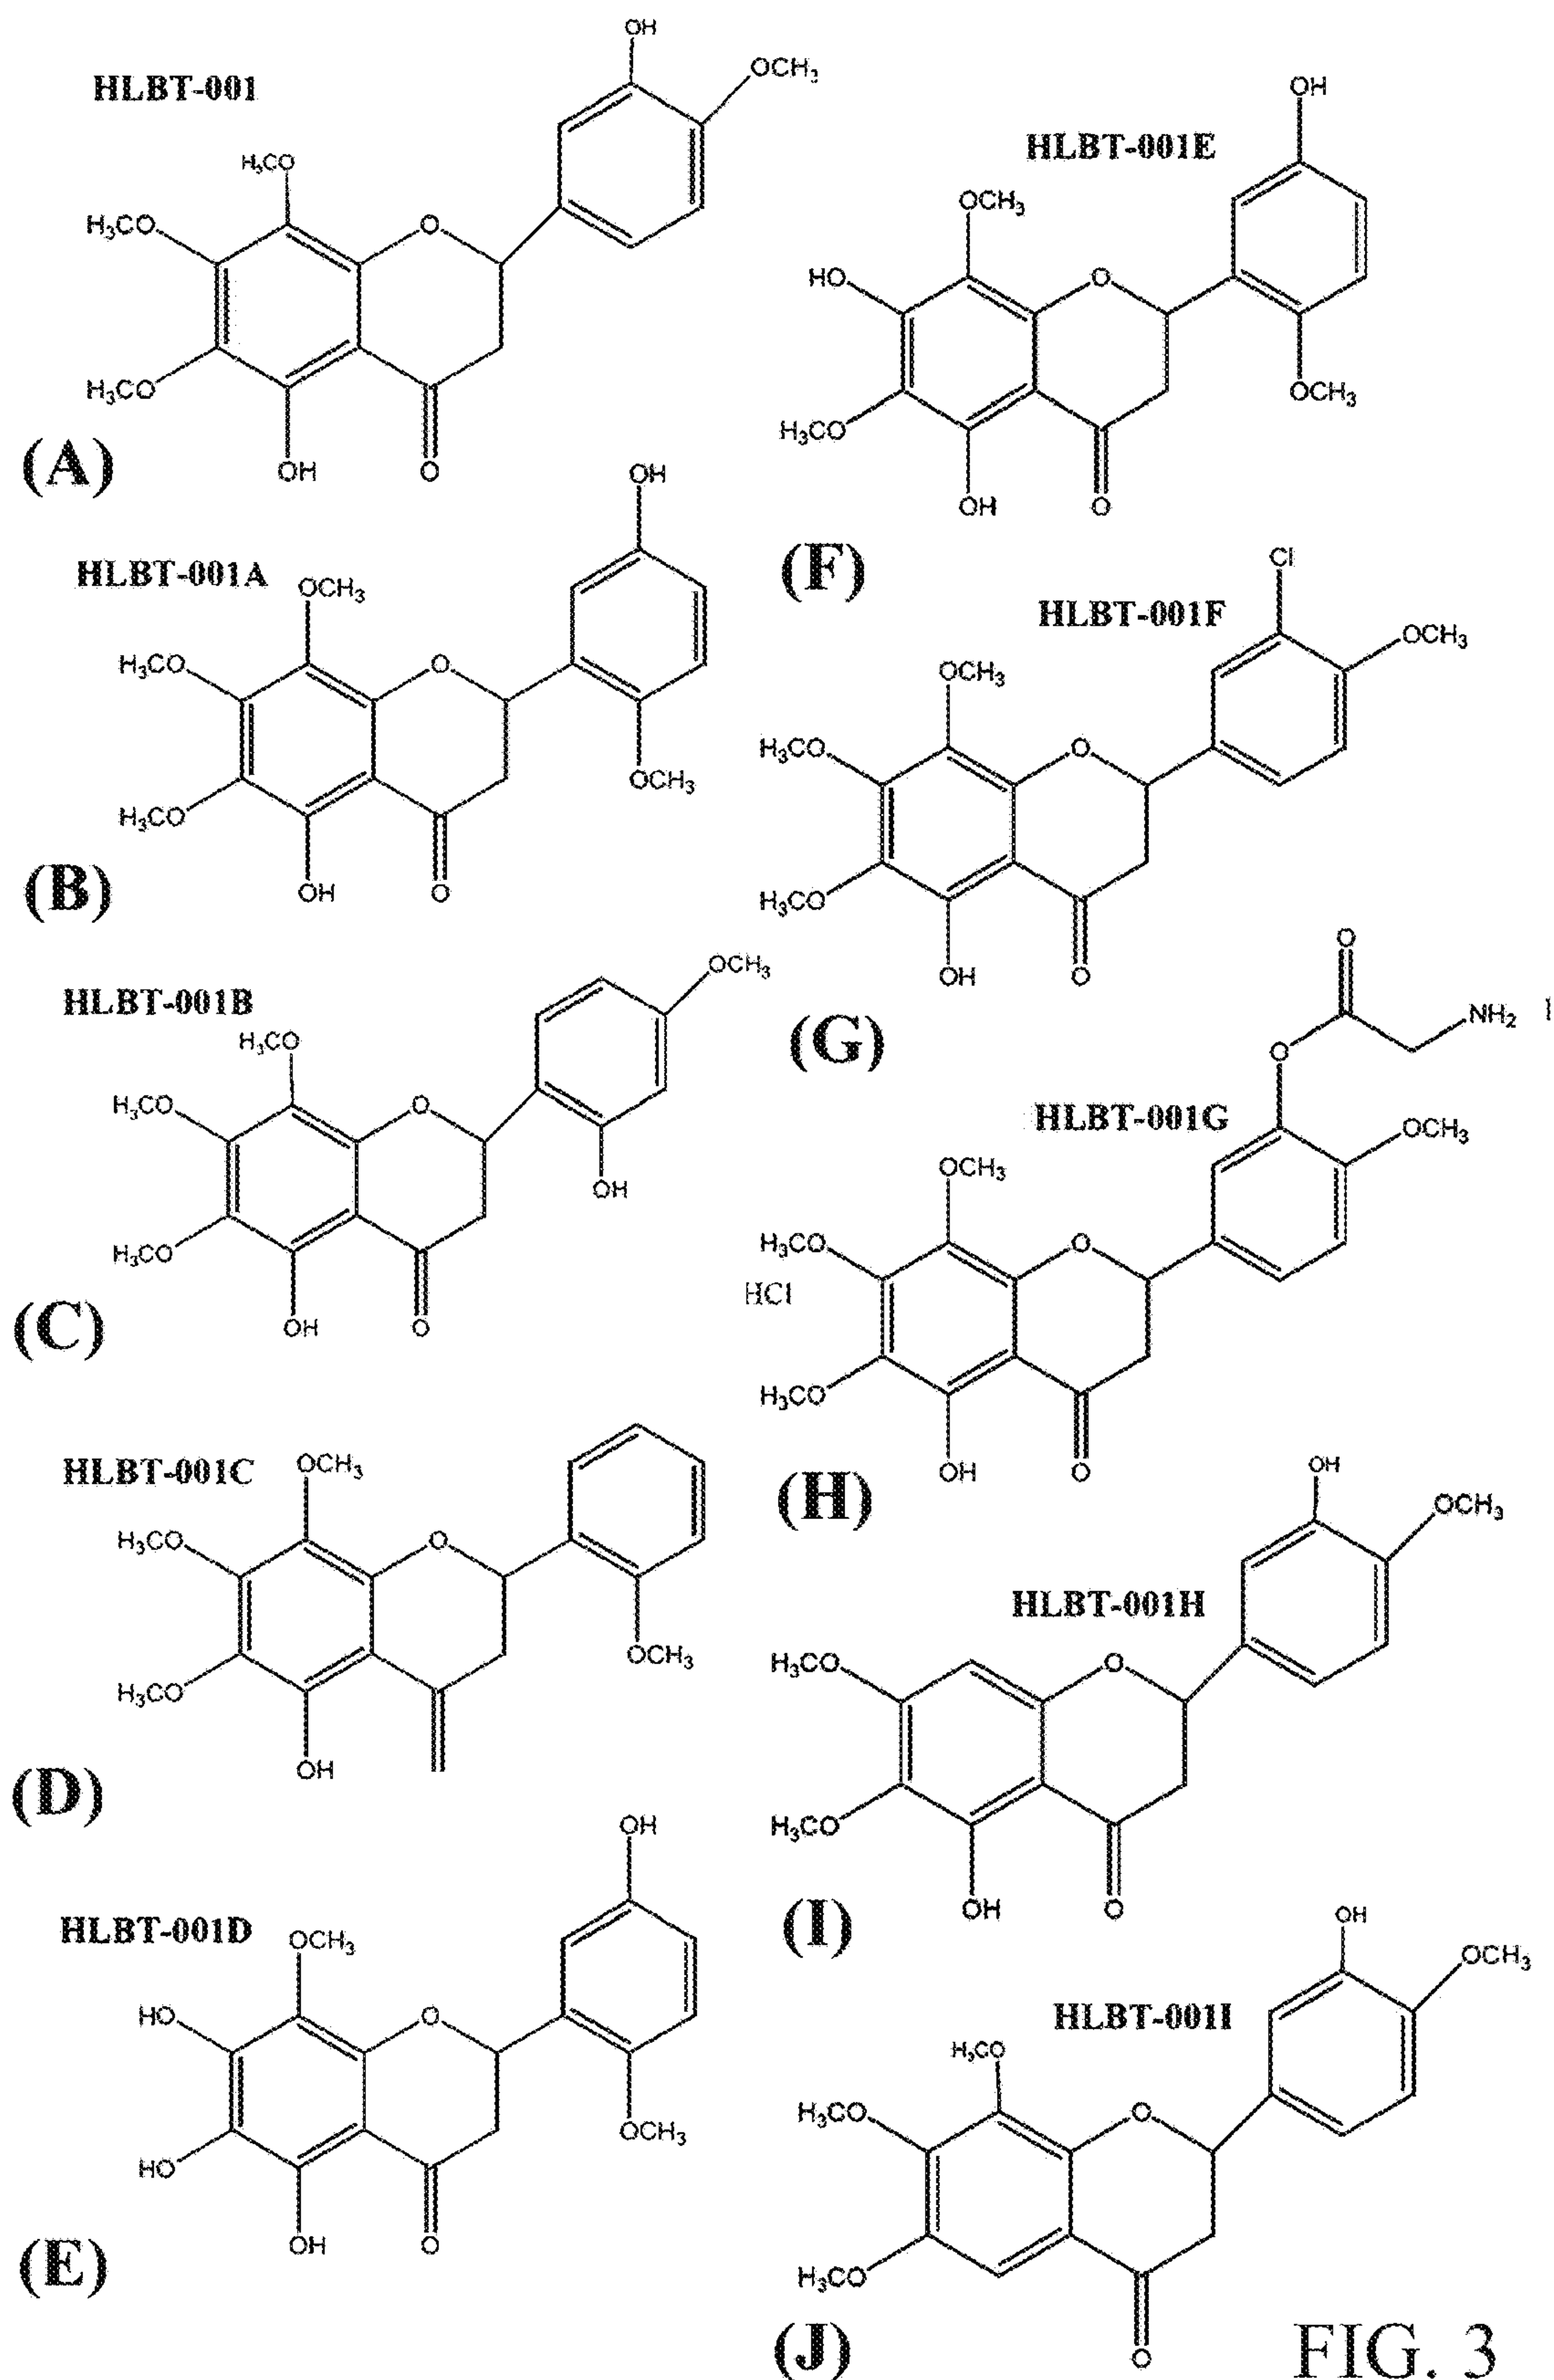 HLBT-001
OH
OCH3
H3CO
H3CO
O
H3CO
OH
O
(A)
HLBT-001A
OH
OCH3
H3CO
O
H3CO
OCH3
OH
O
(B)
HLBT-001B
OCH3
H3CO
H3CO
O
OH
H3CO
OH
O
(C)
HLBT-001C
OCH3
H3CO
O
H3CO
OCH3
OH
(D)
HLBT-001D
OH
OCH3
HO
O
HO
OCH3
OH
O
(E)
HLBT-001E
OH
OCH3
HO
O
H3CO
OCH3
OH
O
(F)
HLBT-001F
Cl
OCH3
OCH3
H3CO
O
H3CO
OH
O
(G)
O
NH2 1
O
HLBT-001G
OCH3
OCH3
H3CO
O
HCl
H3CO
OH
O
(H)
HLBT-001H
OH
OCH3
H3CO
O
H3CO
OH
O
(I)
HLBT-001I
OH
OCH3
H3CO
H3CO
O
H3CO
O
(J)
FIG. 3